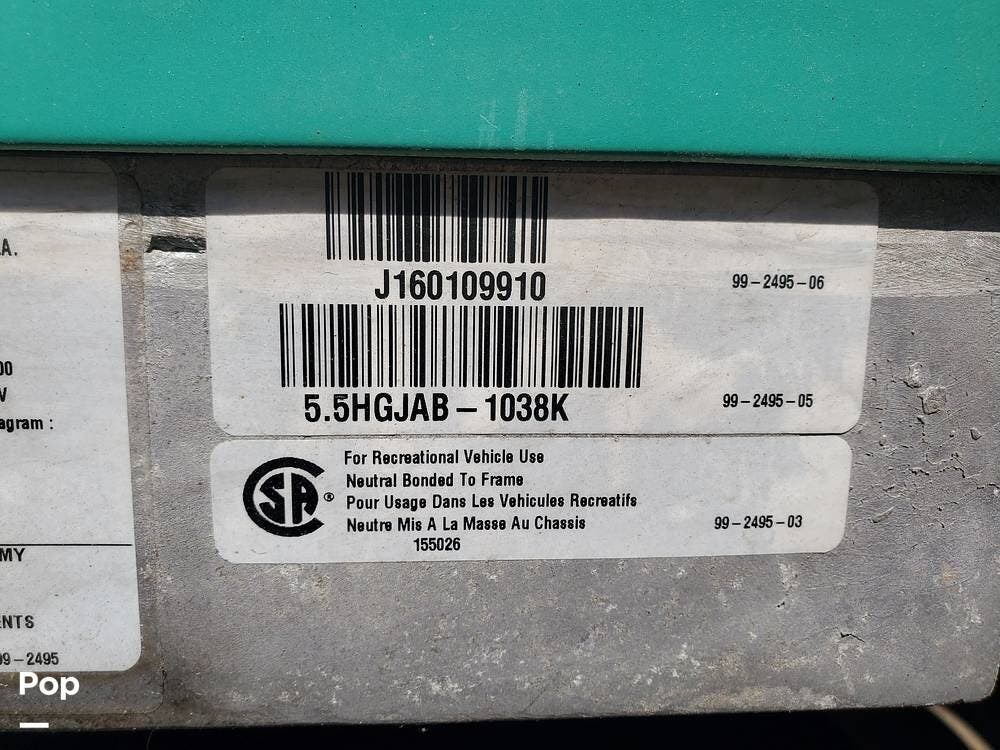 A.
00
V
agram :
MY
ENTS
99-2495
J160109910
99-2495-06
5.5HGJAB-1038K
99-2495-05
SA®
For Recreational Vehicle Use
Neutral Bonded To Frame
Pour Usage Dans Les Vehicules Recreatifs
Neutre Mis A La Masse Au Chassis
155026
99-2495-03
Pop